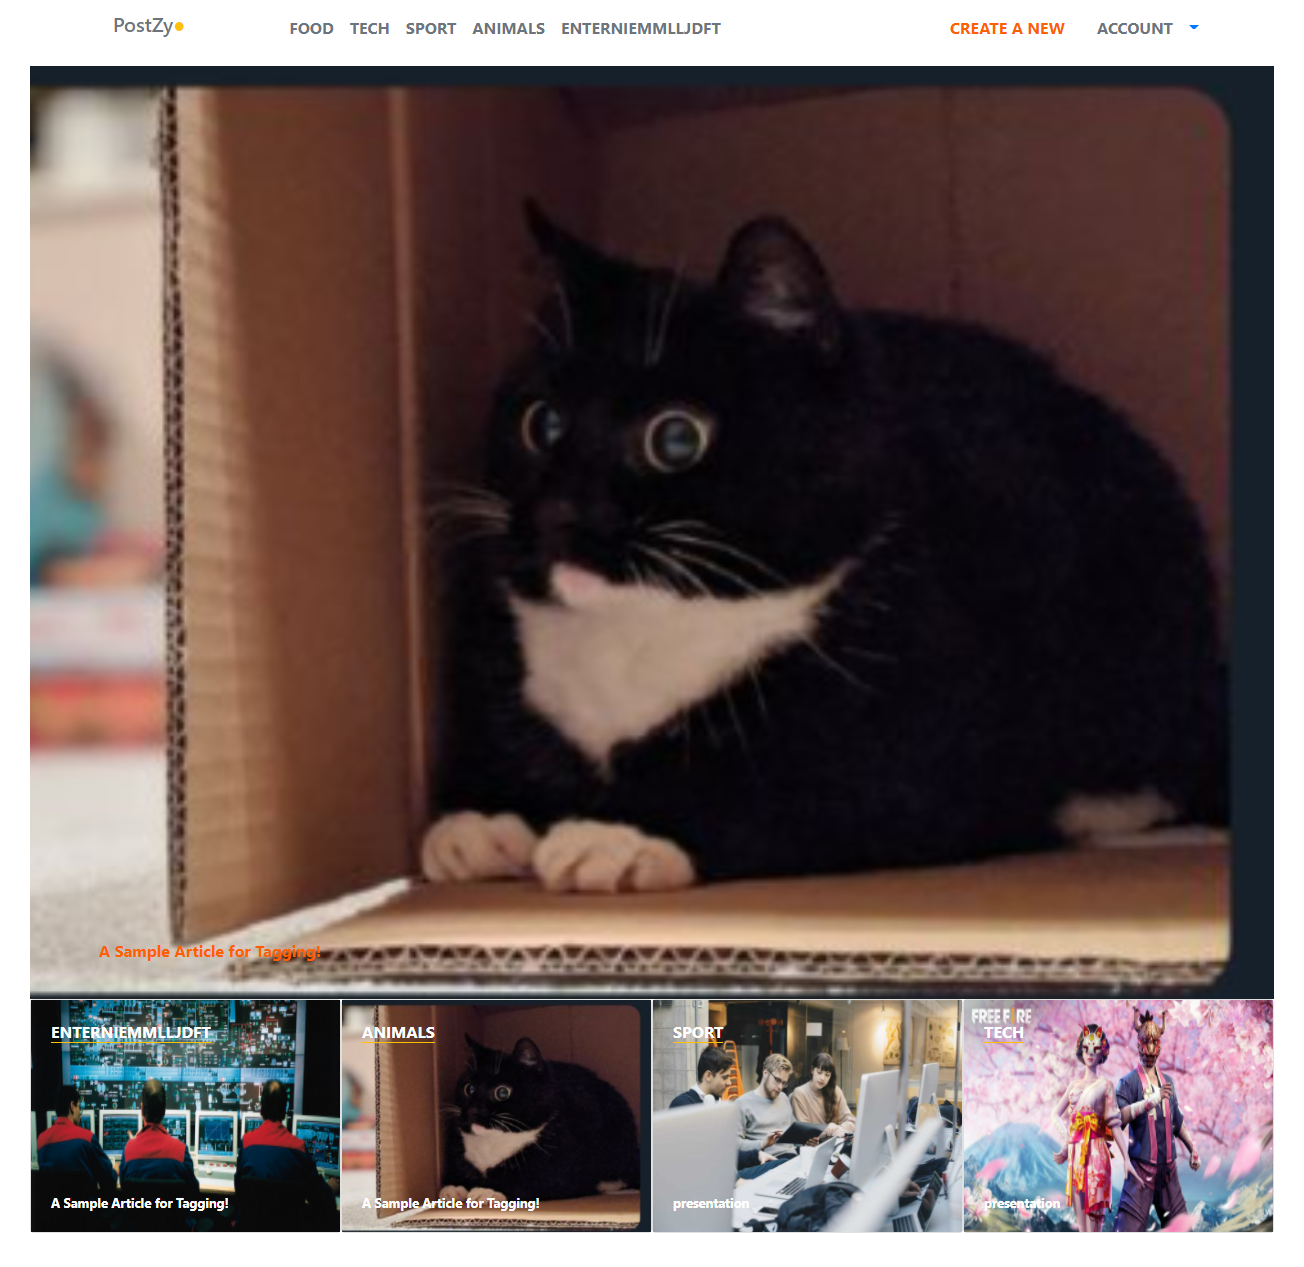 PostZy
FOOD TECH SPORT ANIMALS ENTERNIEMMLLJDFT
CREATE A NEW ACCOUNT
A Sample Article for Tagging!
ENTERNIEMMLLJDFT
A Sample Article for Tagging!
ANIMALS
A Sample Article for Tagging!
SPORT
presentation
FREE FIRE
TECH
presentation